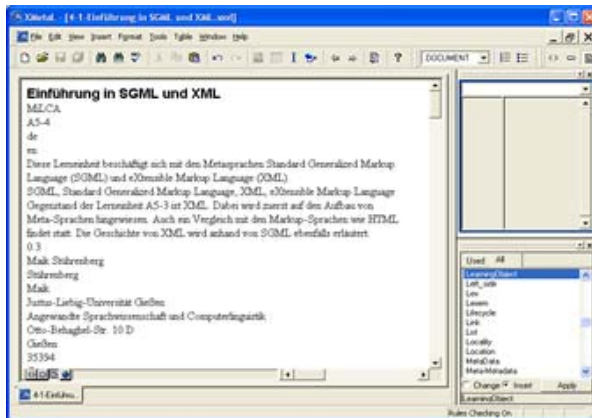 XMetaL - [4-1-Einführung in SGML und XML.xml]
File Edit View Insert Format Tools Table Window Help
DOCUMENT
Einführung in SGML und XML
MiLCA
A5-4
de
en
Diese Lerneinheit beschäftigt sich mit den Metasprachen Standard Generalized Markup
Language (SGML) und eXtensible Markup Language (XML).
SGML, Standard Generalized Markup Language, XML, eXtensible Markup Language
Gegenstand der Lerneinheit A5-3 ist XML. Dabei wird zuerst auf den Aufbau von
Meta-Sprachen hingewiesen. Auch ein Vergleich mit den Markup-Sprachen wie HTML
findet statt. Die Geschichte von XML wird anhand von SGML ebenfalls erläutert.
0.3
Maik Stührenberg
Stührenberg
Maik
Justus-Liebig-Universität Gießen
Angewandte Sprachwissenschaft und Computerlinguistik
Otto-Behaghel-Str. 10 D
Gießen
35394
4-1-Einführu...
Used All
LearningObject
Left_side
Lex
Lexem
Lifecycle
Link
List
Locality
Location
MetaData
Meta-Metadata
Change Insert Apply
LearningObject
Rules Checking On